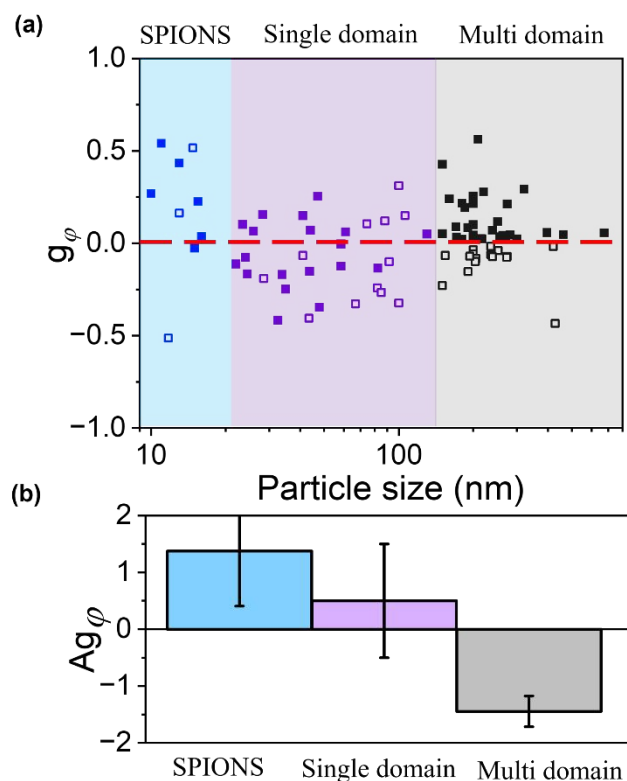 (a)
SPIONS Single domain Multi domain
1.0
0.5
0.0
−0.5
−1.0
gφ
10 100
Particle size (nm)
(b)
2
1
0
−1
−2
Agφ
SPIONS Single domain Multi domain